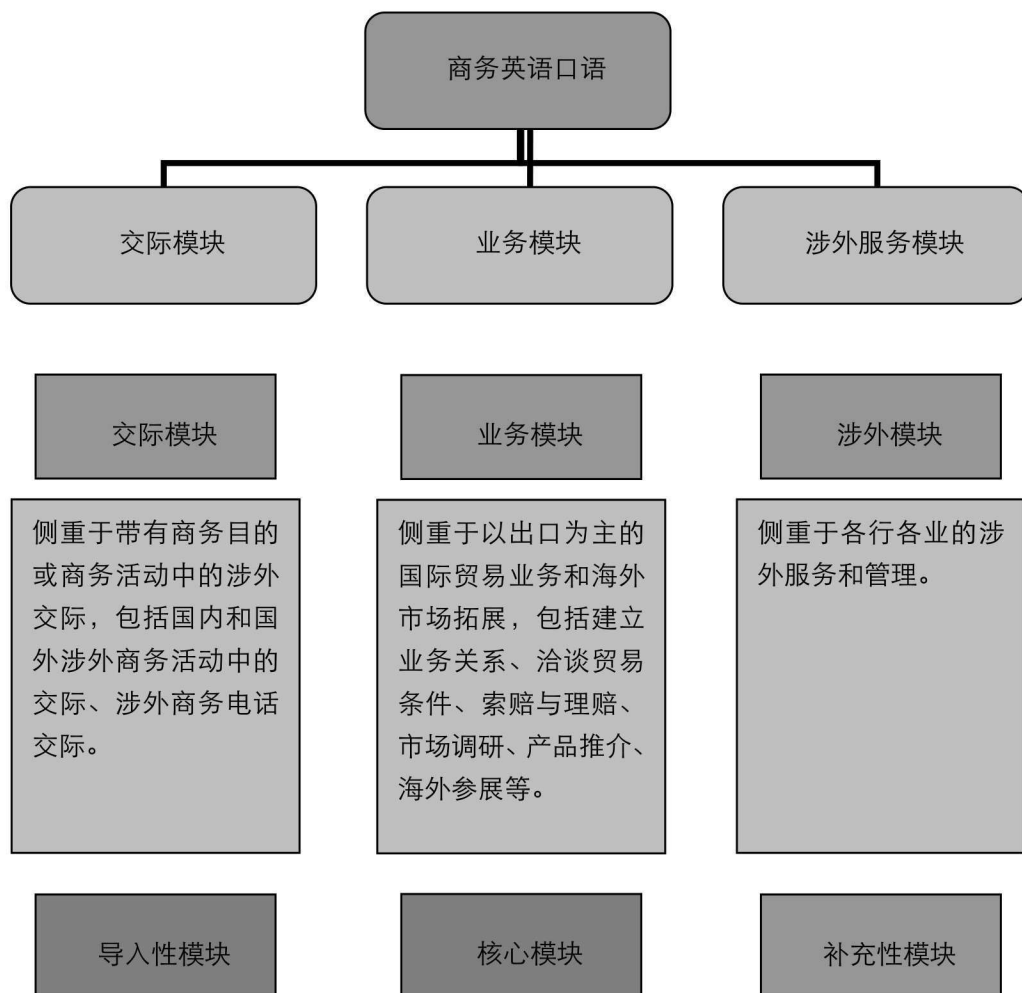 商务英语口语
交际模块
业务模块
涉外服务模块
交际模块
业务模块
涉外模块
侧重于带有商务目的
或商务活动中的涉外
交际，包括国内和国
外涉外商务活动中的
交际、涉外商务电话
交际。
侧重于以出口为主的
国际贸易业务和海外
市场拓展，包括建立
业务关系、洽谈贸易
条件、索赔与理赔、
市场调研、产品推介、
海外参展等。
侧重于各行各业的涉
外服务和管理。
导入性模块
核心模块
补充性模块